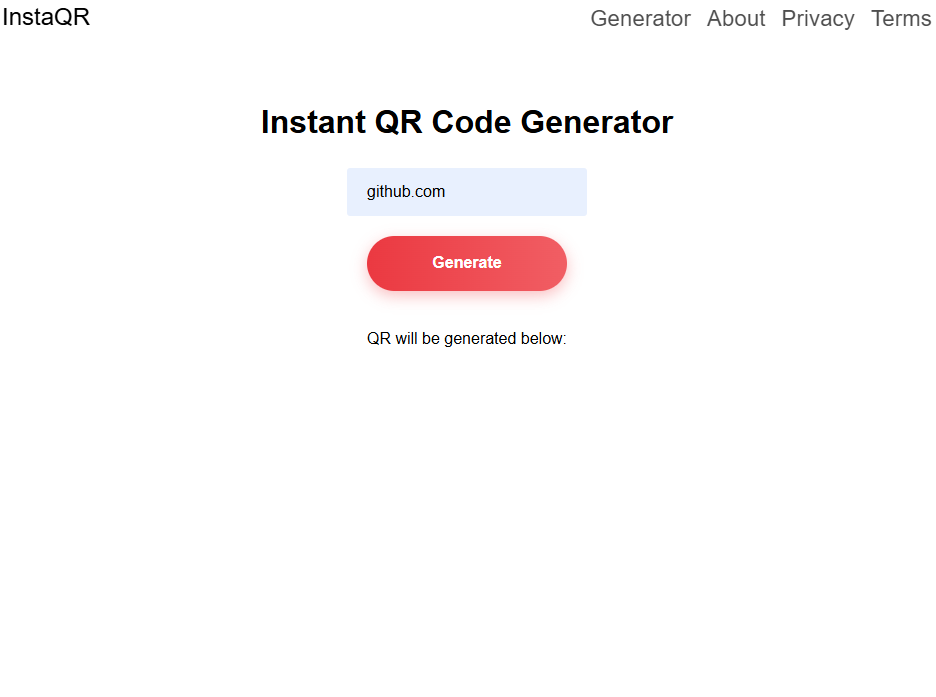 InstaQR Generator About Privacy Terms
Instant QR Code Generator
github.com
Generate
QR will be generated below: